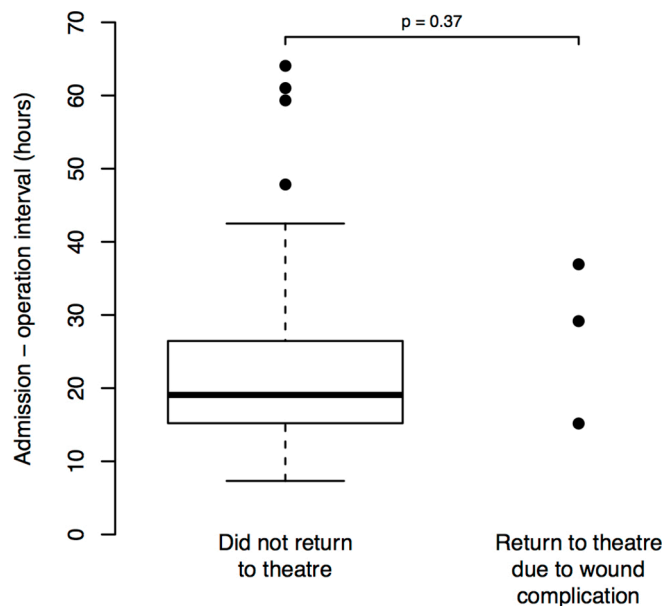 p = 0.37
Admission – operation interval (hours)
70
60
50
40
30
20
10
0
Did not return
to theatre
Return to theatre
due to wound
complication